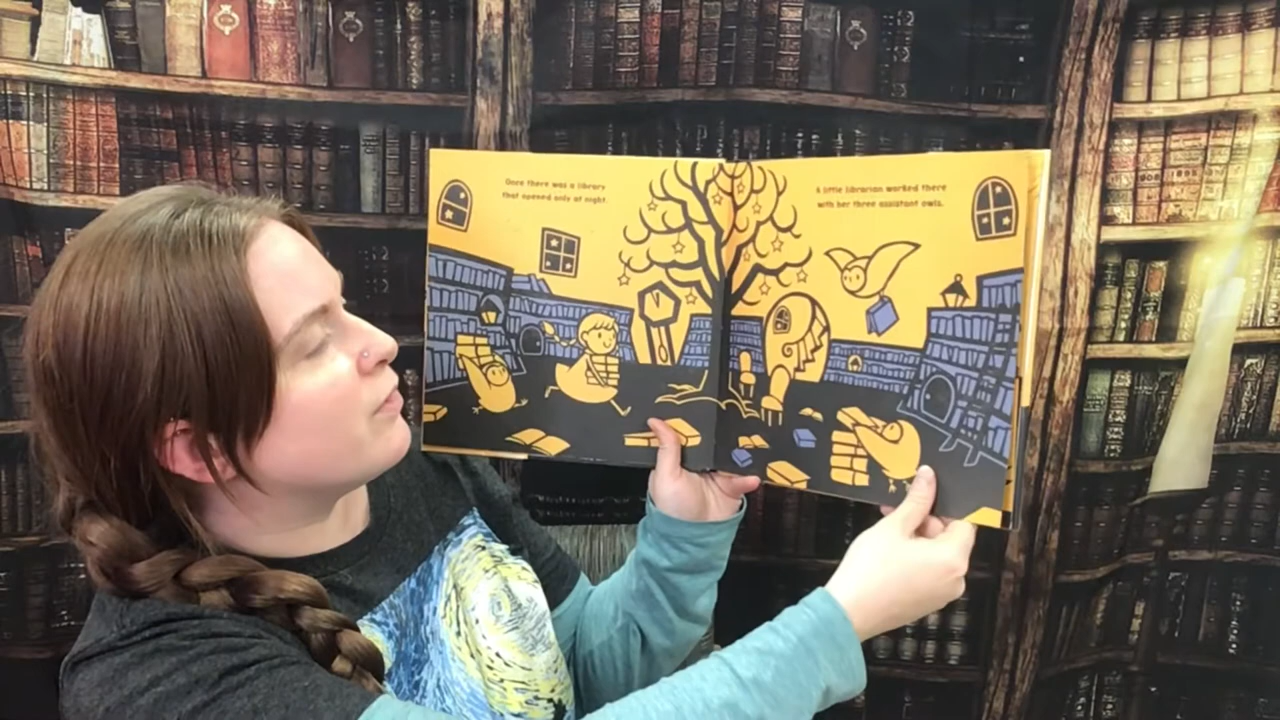 Once there was a library
that opened only at night.
A little librarian worked there
with her three assistant owls.